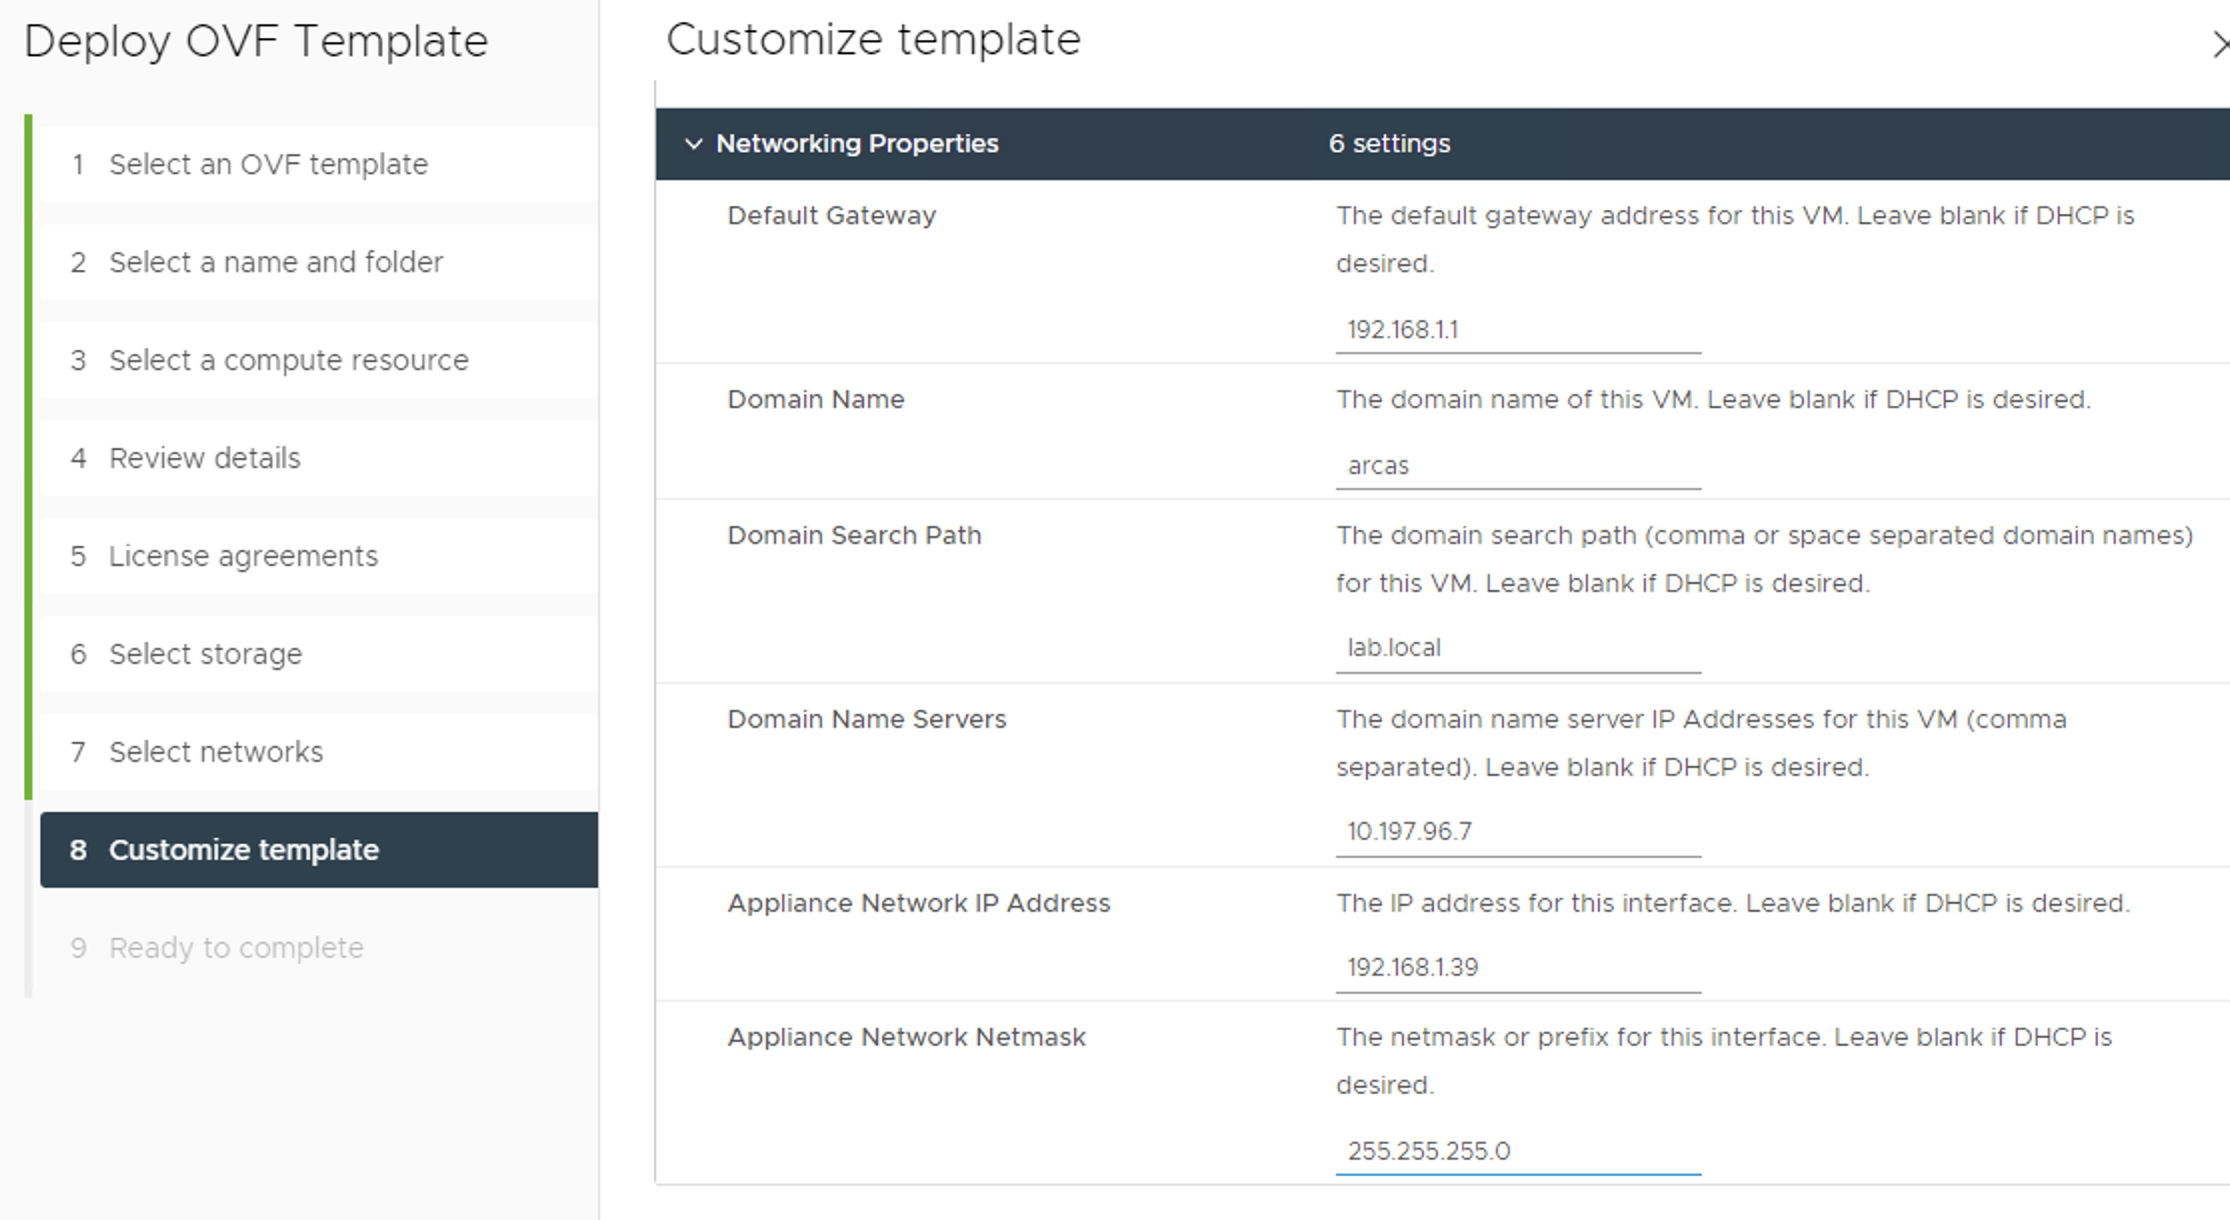 Deploy OVF Template
1 Select an OVF template
2 Select a name and folder
3 Select a compute resource
4 Review details
5 License agreements
6 Select storage
7 Select networks
8 Customize template
9 Ready to complete
Customize template
Networking Properties 6 settings
Default Gateway
The default gateway address for this VM. Leave blank if DHCP is
desired.
192.168.1.1
Domain Name
The domain name of this VM. Leave blank if DHCP is desired.
arcas
Domain Search Path
The domain search path (comma or space separated domain names)
for this VM. Leave blank if DHCP is desired.
lab.local
Domain Name Servers
The domain name server IP Addresses for this VM (comma
separated). Leave blank if DHCP is desired.
10.197.96.7
Appliance Network IP Address
The IP address for this interface. Leave blank if DHCP is desired.
192.168.1.39
Appliance Network Netmask
The netmask or prefix for this interface. Leave blank if DHCP is
desired.
255.255.255.0